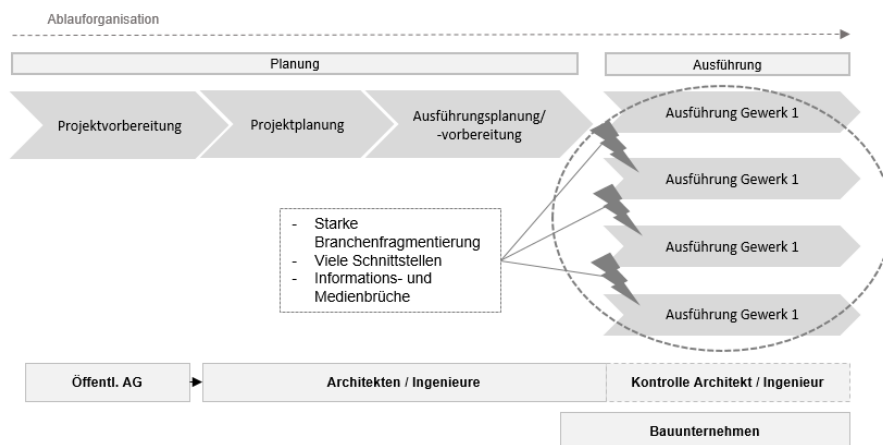 Ablauforganisation
Planung
Ausführung
Projektvorbereitung
Projektplanung
Ausführungsplanung/
-vorbereitung
Ausführung Gewerk 1
Ausführung Gewerk 1
Ausführung Gewerk 1
Ausführung Gewerk 1
- Starke
Branchenfragmentierung
- Viele Schnittstellen
- Informations- und
Medienbrüche
Öffentl. AG
Architekten / Ingenieure
Kontrolle Architekt / Ingenieur
Bauunternehmen